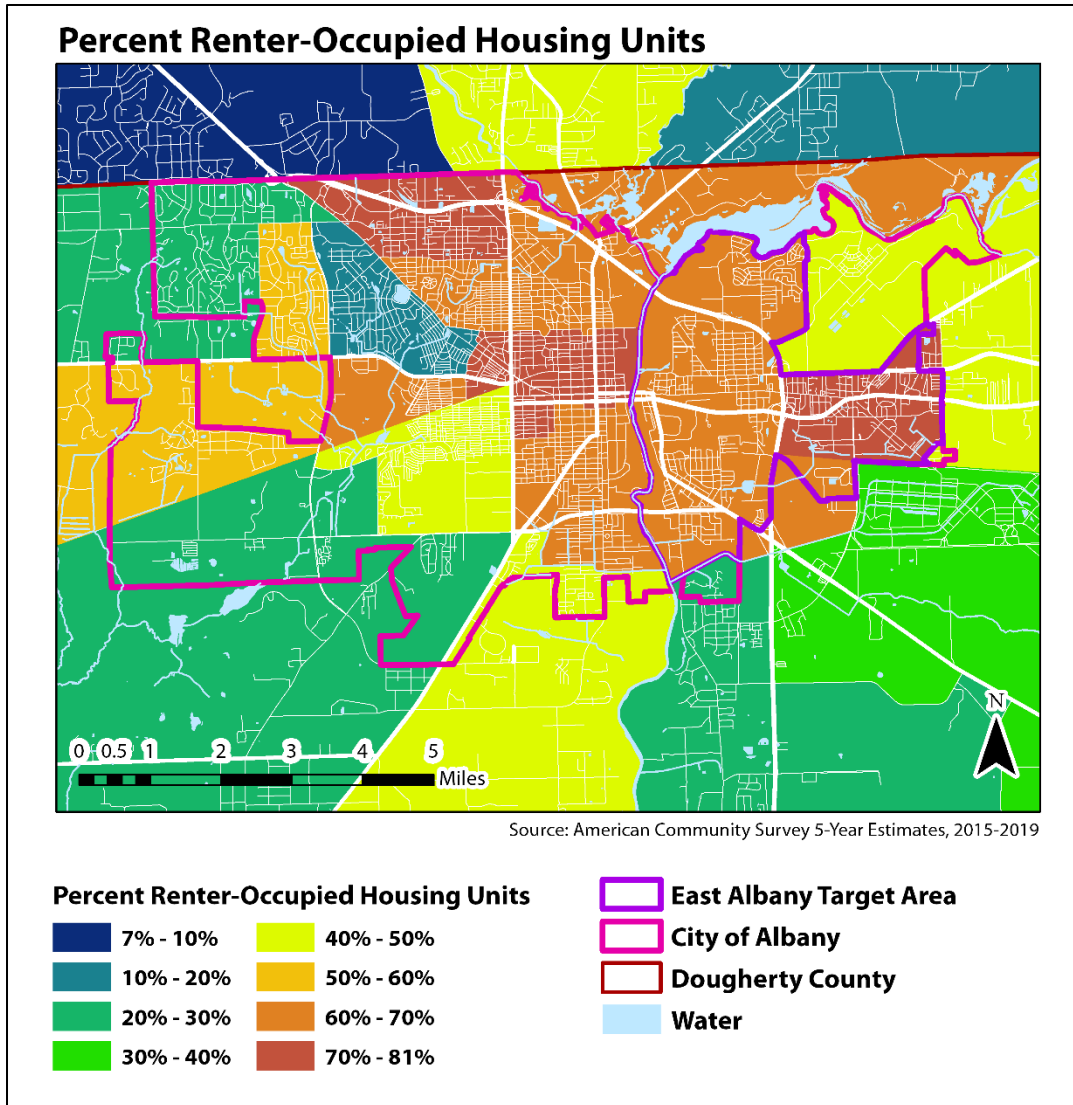 Percent Renter-Occupied Housing Units
N
0 0.5 1 2 3 4 5
Miles
Source: American Community Survey 5-Year Estimates, 2015-2019
Percent Renter-Occupied Housing Units
7% - 10%
10% - 20%
20% - 30%
30% - 40%
40% - 50%
50% - 60%
60% - 70%
70% - 81%
East Albany Target Area
City of Albany
Dougherty County
Water